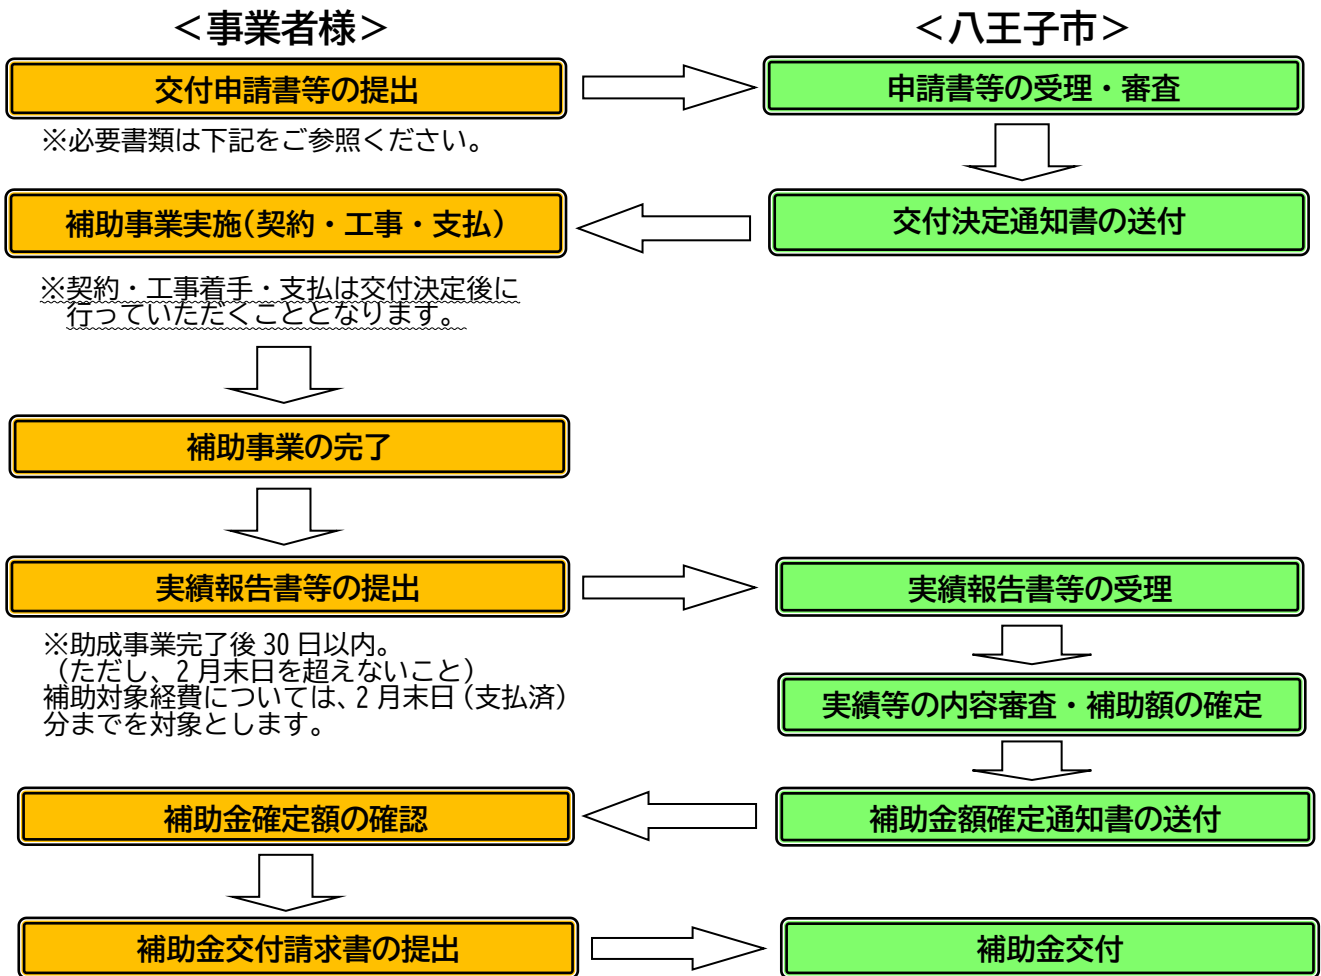 ＜事業者様＞
＜八王子市＞
交付申請書等の提出
申請書等の受理・審査
※必要書類は下記をご参照ください。
交付決定通知書の送付
補助事業実施(契約・工事・支払)
※契約・工事着手・支払は交付決定後に
行っていただくこととなります。
補助事業の完了
実績報告書等の提出
実績報告書等の受理
※助成事業完了後 30 日以内。
（ただし、2 月末日を超えないこと）
補助対象経費については、2 月末日（支払済）
分までを対象とします。
実績等の内容審査・補助額の確定
補助金額確定通知書の送付
補助金確定額の確認
補助金交付請求書の提出
補助金交付